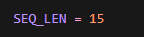 SEQ_LEN = 15